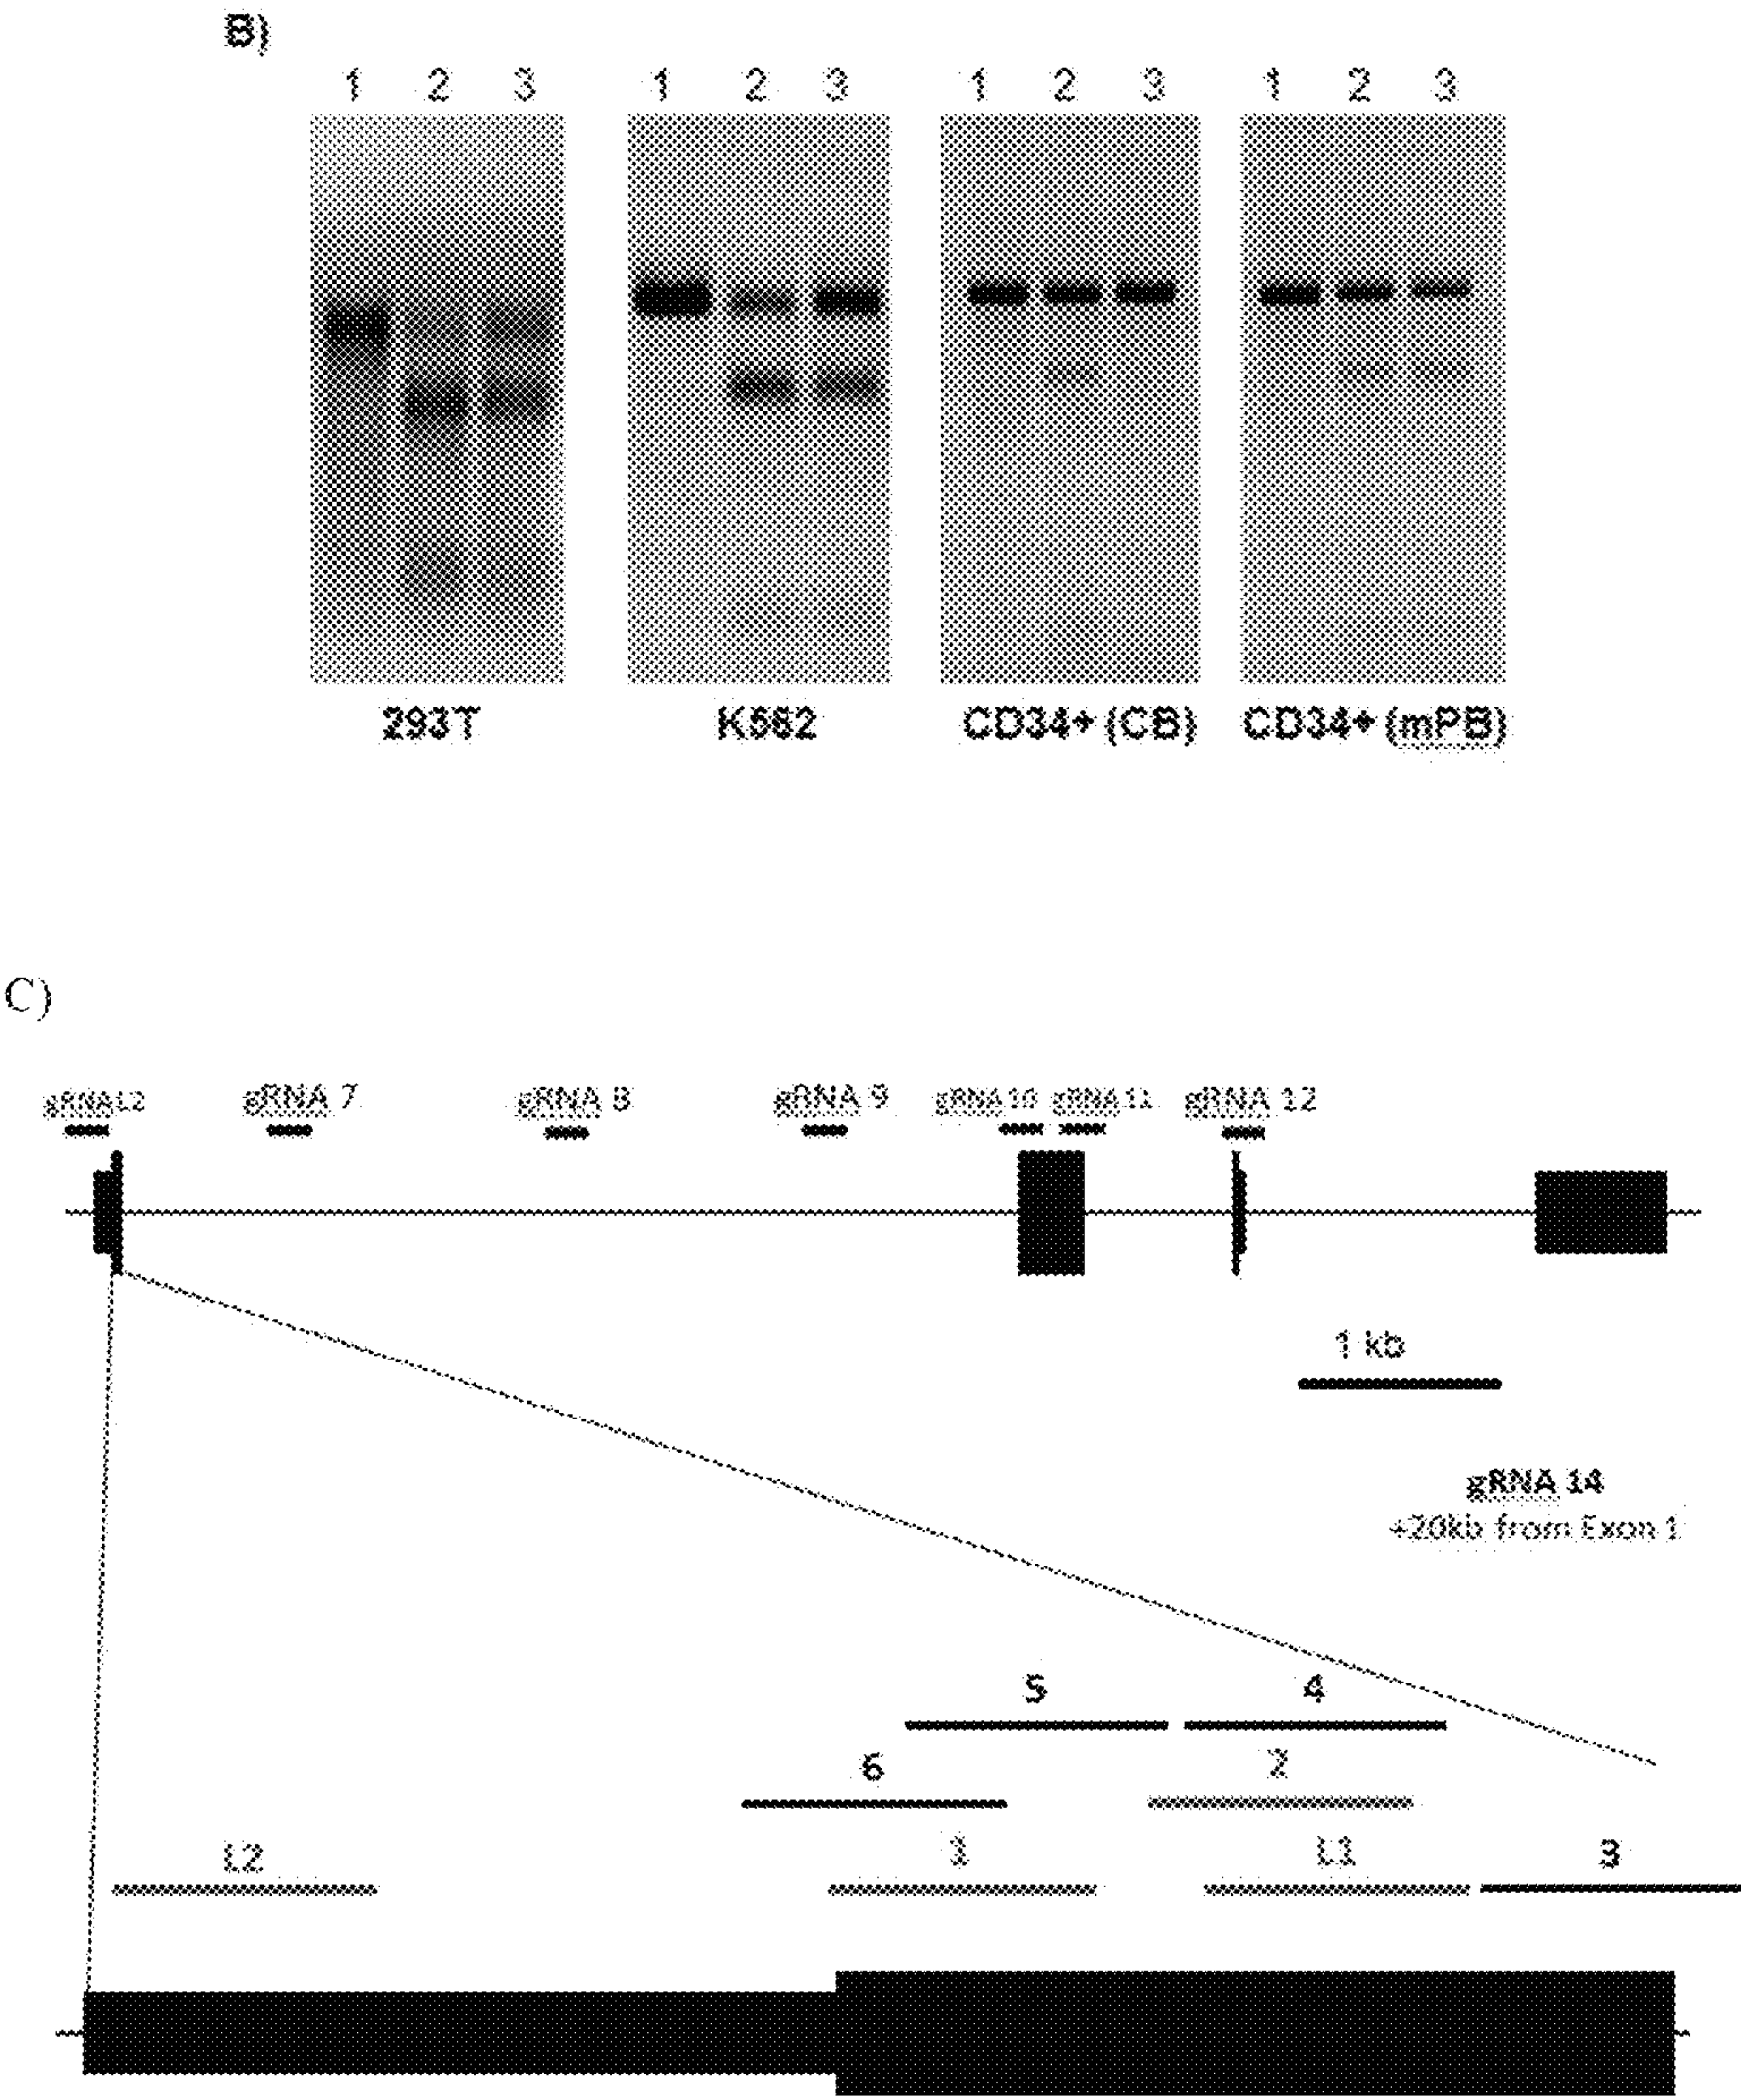 B)
1 2 3 1 2 3 1 2 3 1 2 3
293T K562 CD34+ (CB) CD34+ (mPB)
C)
gRNA L2 gRNA 7 gRNA 8 gRNA 9 gRNA 10 gRNA 11 gRNA 12
1 kb
gRNA 14
+20kb from Exon 1
5 4
6 2
L2 1 L1 3